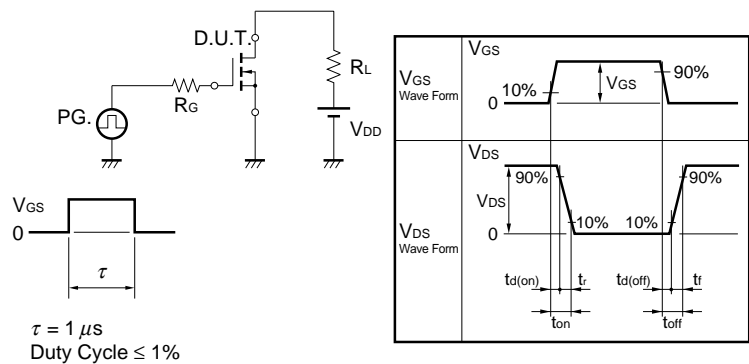 D.U.T.
RL
RG
PG.
VDD
VGS
0
τ
τ = 1 μs
Duty Cycle ≤ 1%
VGS
Wave Form
VGS
10%
VGS
90%
0
VDS
Wave Form
VDS
90%
90%
VDS
10%
10%
0
td(on)
tr
td(off)
tf
ton
toff